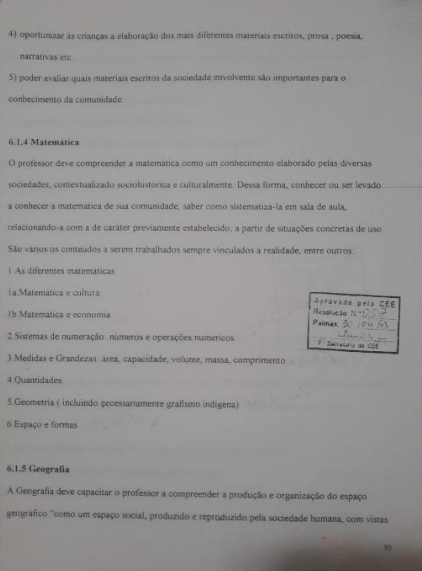 4) oportunizar as crianças a elaboração dos mais diferentes materiais escritos, prosa , poesia,
narrativas etc.
5) poder avaliar quais materiais escritos da sociedade envolvente são importantes para o
conhecimento da comunidade.
6.1.4 Matemática
O professor deve compreender a matemática como um conhecimento elaborado pelas diversas
sociedades, contextualizado sociohistórica e culturalmente. Dessa forma, conhecer ou ser levado
a conhecer a matemática de sua comunidade, saber como sistematizá-la em sala de aula,
relacionando-a com a de caráter previamente estabelecido, a partir de situações concretas de uso.
São vários os conteúdos a serem trabalhados sempre vinculados à realidade, entre outros:
1.As diferentes matemáticas
1a.Matemática e cultura
1b.Matemática e economia
Aprovado pela CEE
Resolução n.º
Palmas,
Secretaria do CEE
2.Sistemas de numeração: números e operações numéricos
3.Medidas e Grandezas: área, capacidade, volume, massa, comprimento
4.Quantidades
5.Geometria ( incluindo necessariamente grafismo indígena)
6.Espaço e formas
6.1.5 Geografia
A Geografia deve capacitar o professor a compreender a produção e organização do espaço
geográfico "como um espaço social, produzido e reproduzido pela sociedade humana, com vistas
50